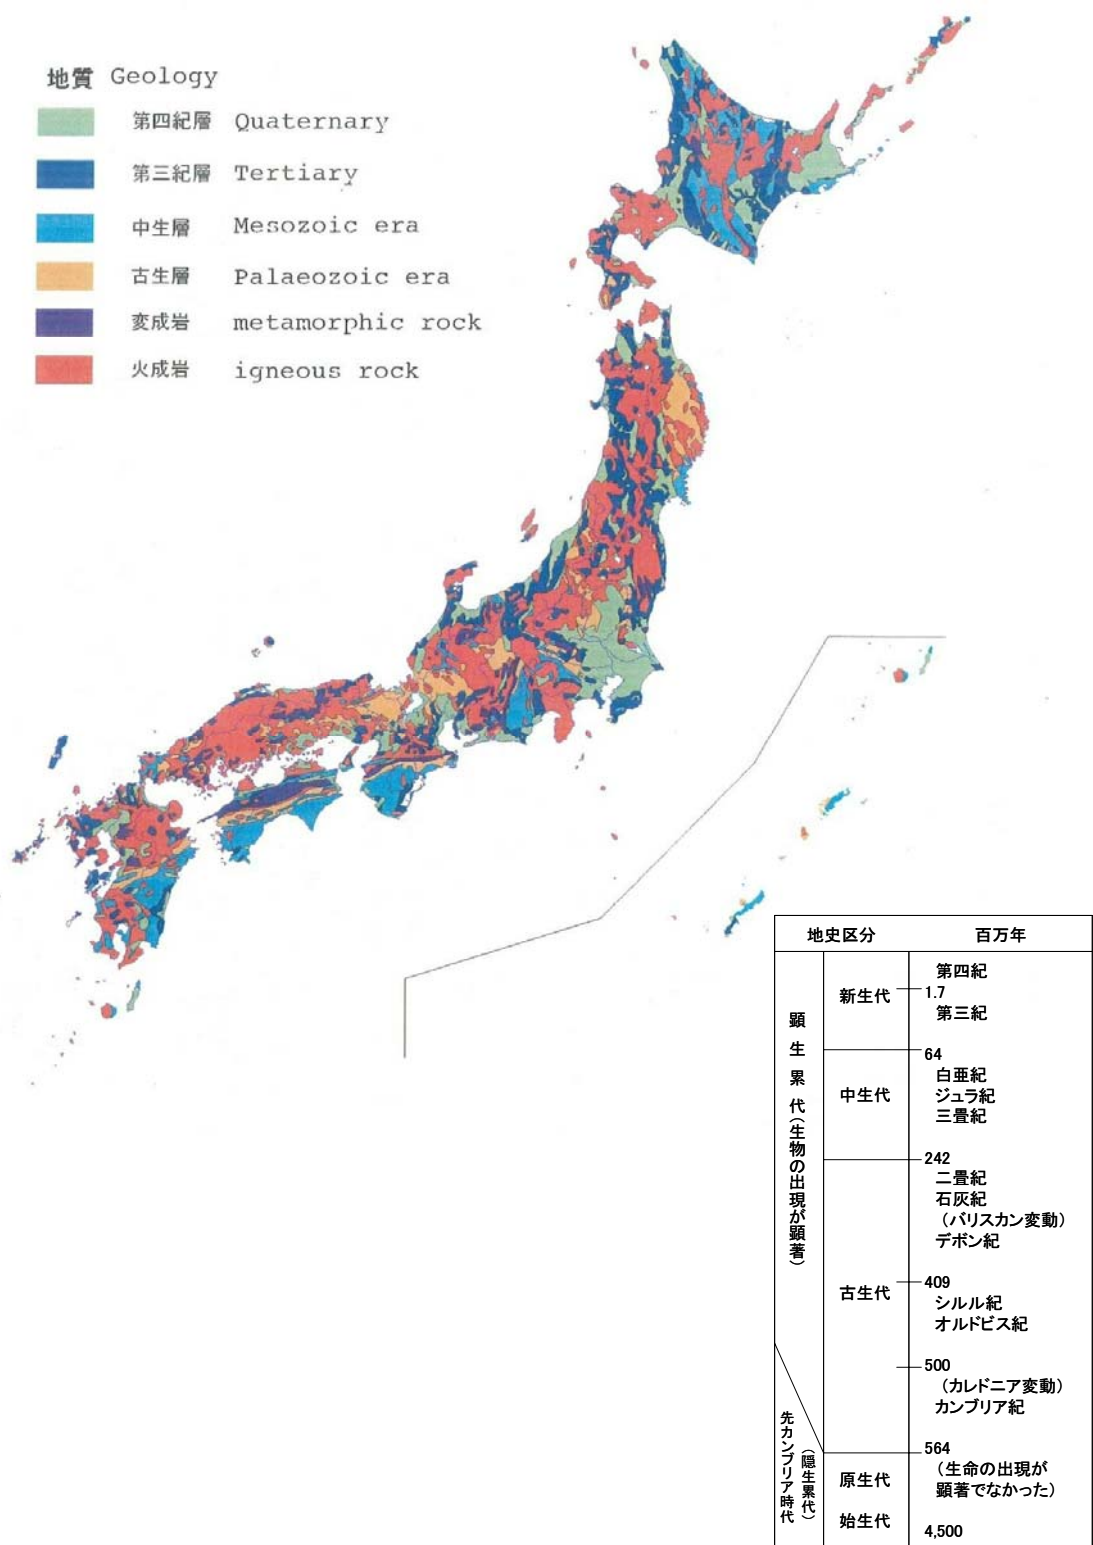 地質 Geology
第四紀層 Quaternary
第三紀層 Tertiary
中生層 Mesozoic era
古生層 Palaeozoic era
変成岩 metamorphic rock
火成岩 igneous rock
地史区分 百万年
顕生累代(生物の出現が顕著)
新生代
第四紀
1.7
第三紀
64
中生代
白亜紀
ジュラ紀
三畳紀
242
古生代
二畳紀
石灰紀
(バリスカン変動)
デボン紀
409
シルル紀
オルドビス紀
500
(カレドニア変動)
カンブリア紀
564
先カンブリア時代
(隠生累代)
原生代
(生命の出現が
顕著でなかった)
始生代
4,500